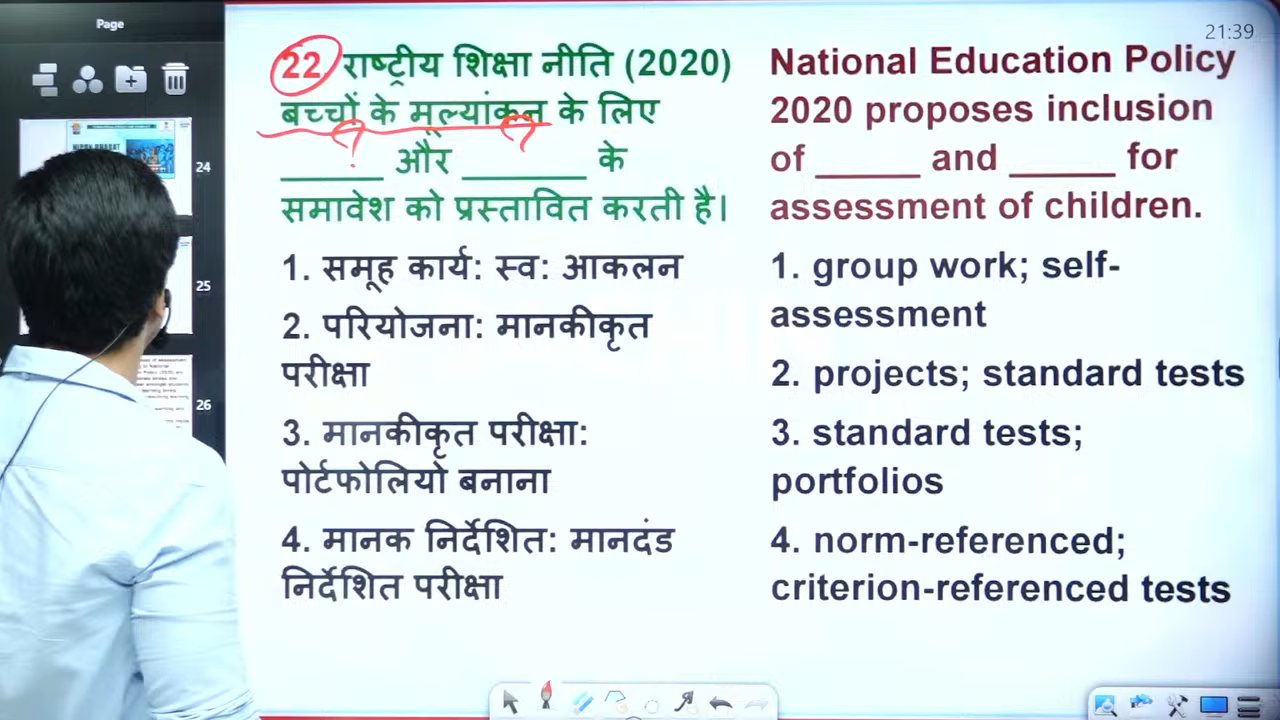 Page
21:39
24
25
26
22 राष्ट्रीय शिक्षा नीति (2020)
बच्चों के मूल्यांकन के लिए
______ और _______ के
समावेश को प्रस्तावित करती है।
1. समूह कार्य: स्व: आकलन
2. परियोजना: मानकीकृत
परीक्षा
3. मानकीकृत परीक्षा:
पोर्टफोलियो बनाना
4. मानक निर्देशित: मानदंड
निर्देशित परीक्षा
National Education Policy
2020 proposes inclusion
of _____ and _____ for
assessment of children.
1. group work; self-
assessment
2. projects; standard tests
3. standard tests;
portfolios
4. norm-referenced;
criterion-referenced tests